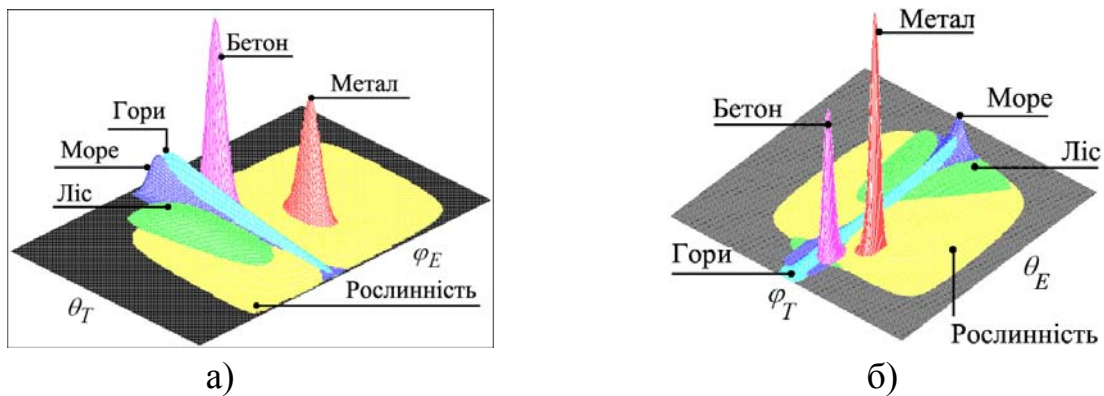 Бетон
Метал
Гори
Море
Ліс
φE
θT
Рослинність
а)
Метал
Бетон
Море
Ліс
Гори
φT
θE
Рослинність
б)